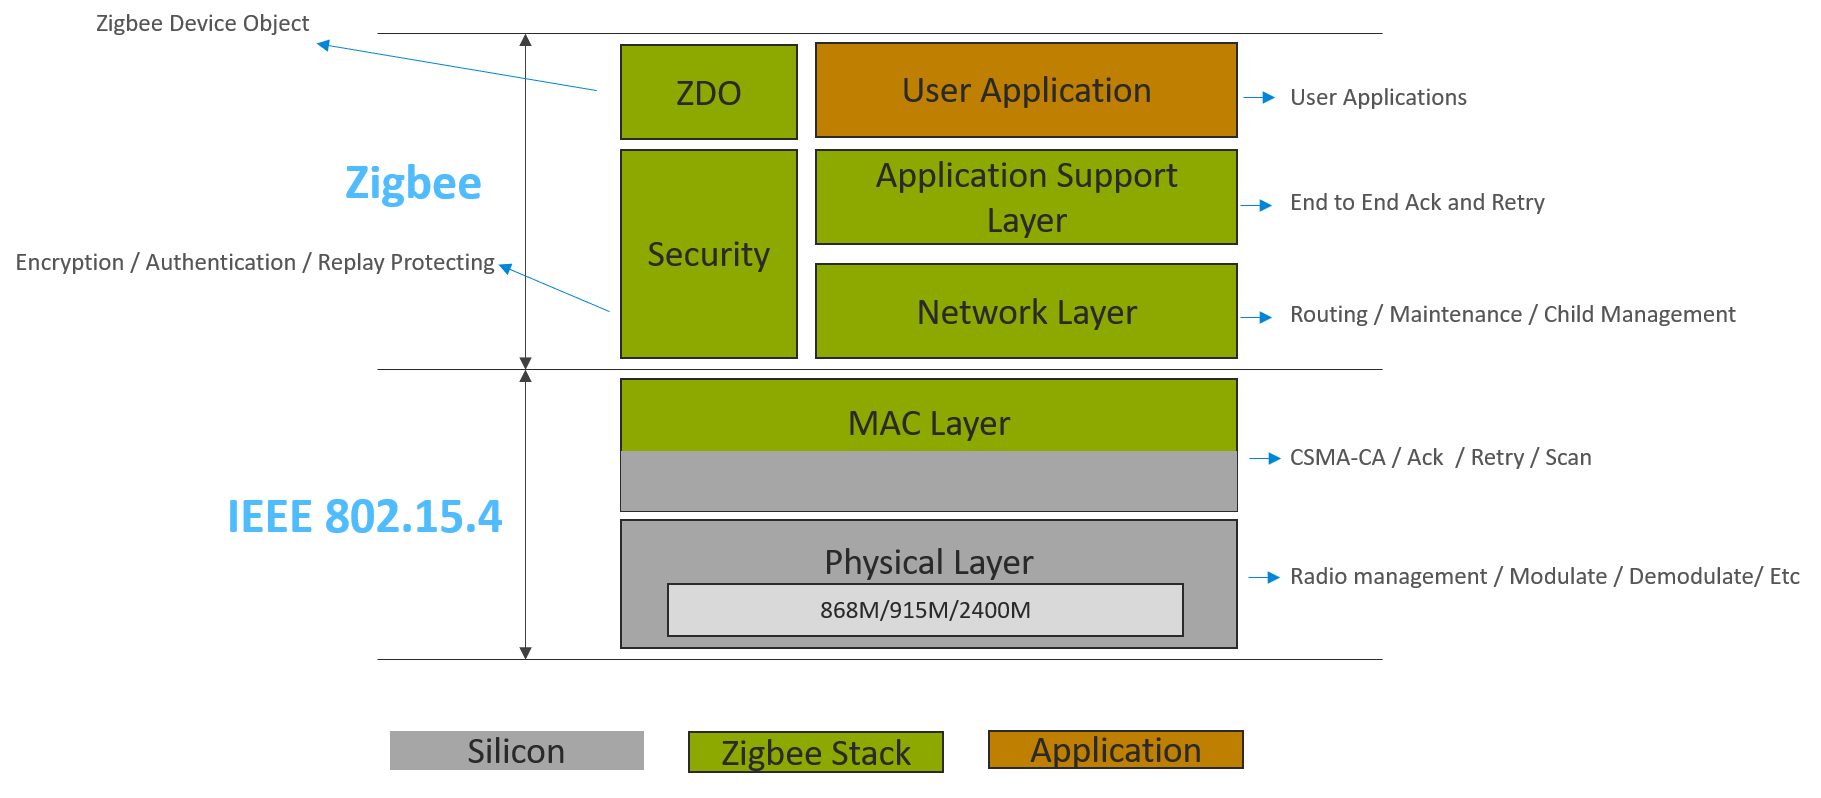 Zigbee Device Object
ZDO
User Application
User Applications
Zigbee
Application Support
Layer
End to End Ack and Retry
Encryption / Authentication / Replay Protecting
Security
Network Layer
Routing / Maintenance / Child Management
MAC Layer
CSMA-CA / Ack  / Retry / Scan
IEEE 802.15.4
Physical Layer
868M/915M/2400M
Radio management / Modulate / Demodulate/ Etc
Silicon
Zigbee Stack
Application